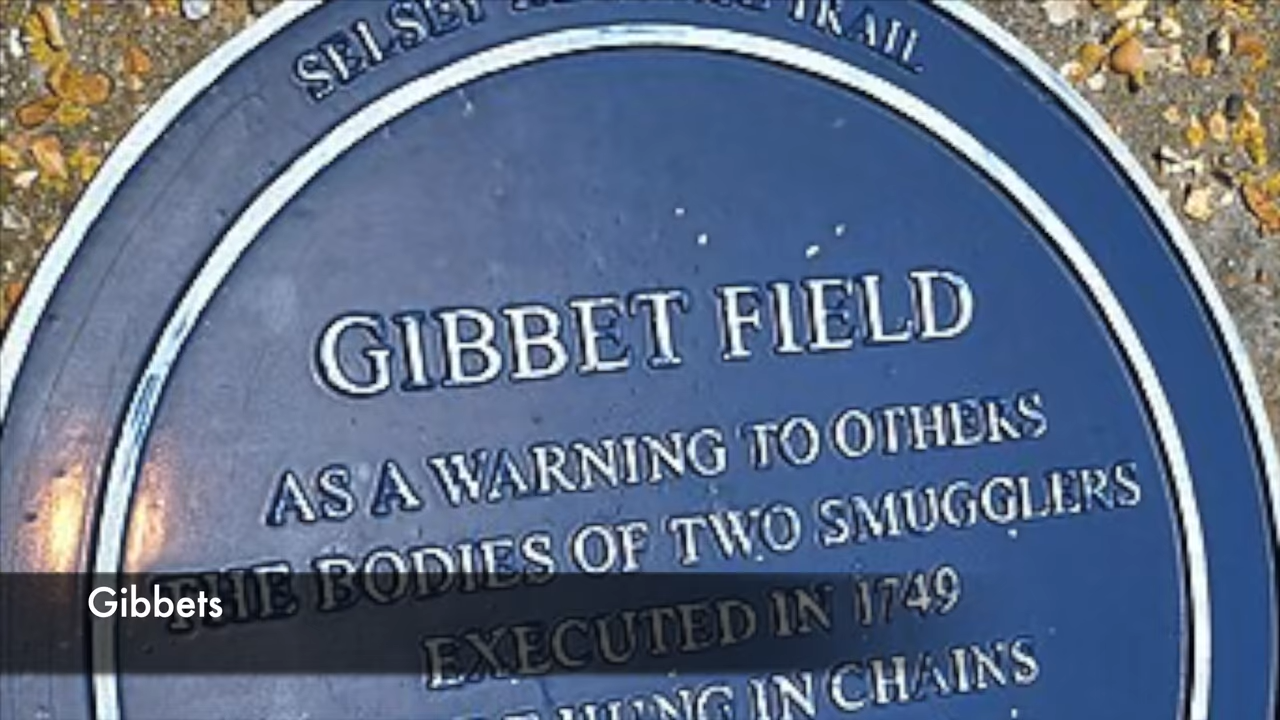 SELSEY HERITAGE TRAIL
GIBBET FIELD
AS A WARNING TO OTHERS
THE BODIES OF TWO SMUGGLERS
Gibbets
EXECUTED IN 1749
HUNG IN CHAINS